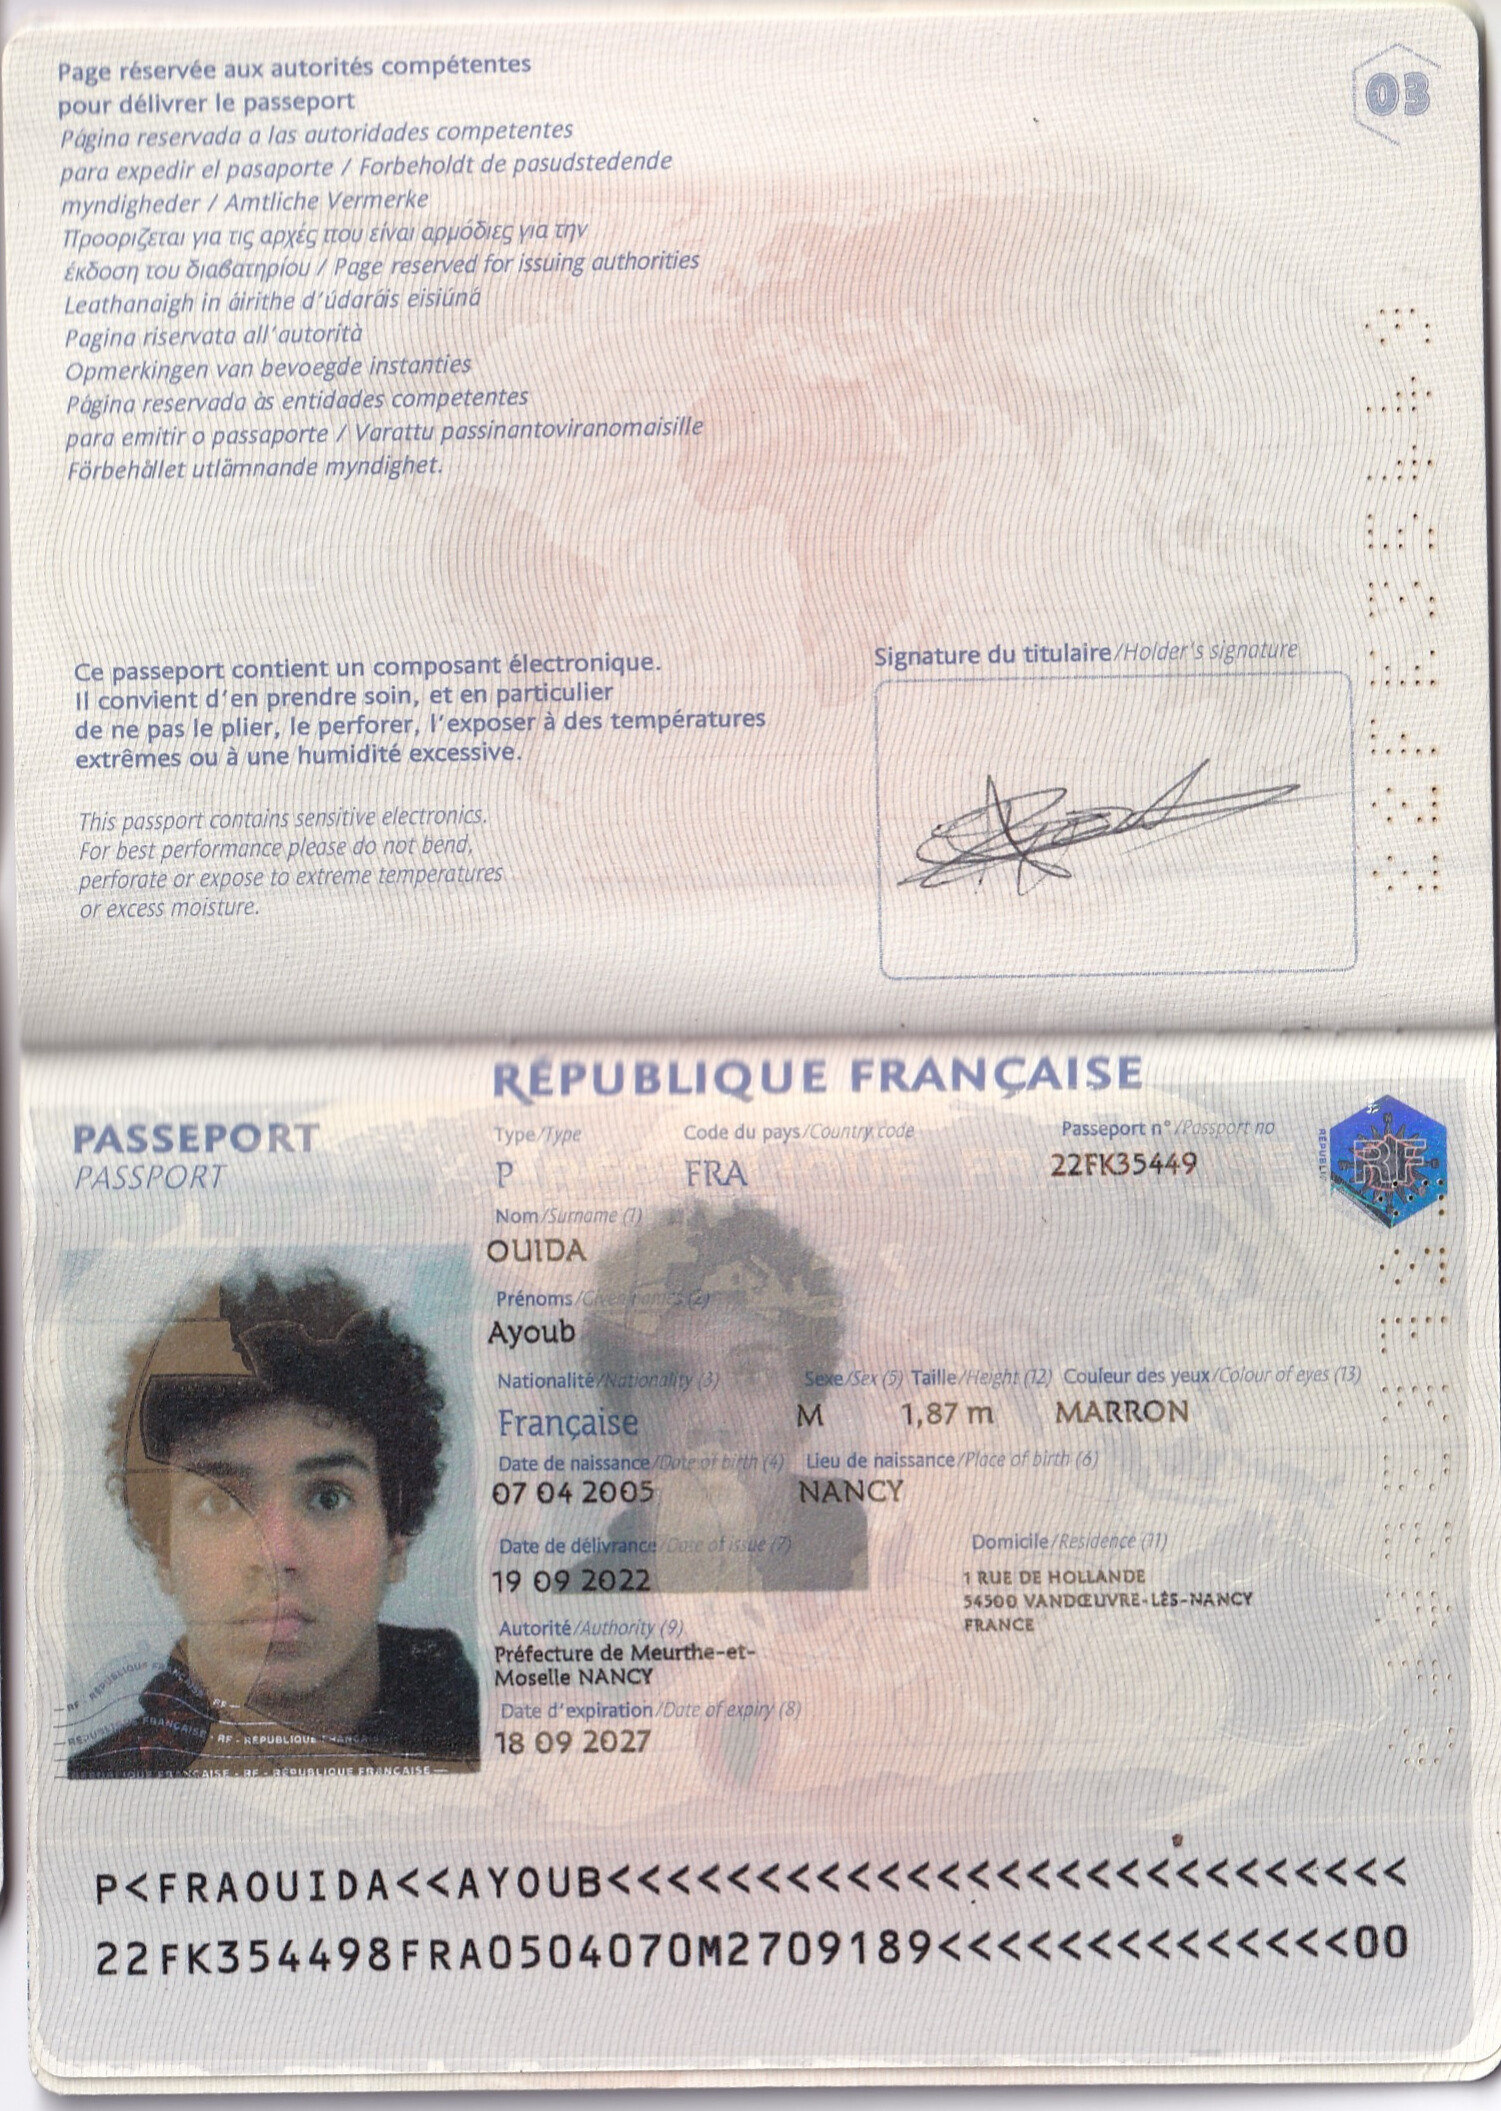 03
Page réservée aux autorités compétentes
pour délivrer le passeport
Página reservada a las autoridades competentes
para expedir el pasaporte / Forbeholdt de pasudstedende
myndigheder / Amtliche Vermerke
Προορίζεται για τις αρχές που είναι αρμόδιες για την
έκδοση του διαβατηρίου / Page reserved for issuing authorities
Leathanaigh in áirithe d'údaráis eisiúná
Pagina riservata all'autorità
Opmerkingen van bevoegde instanties
Página reservada às entidades competentes
para emitir o passaporte / Varattu passinantoviranomaisille
Förbehållet utlämnande myndighet.
Ce passeport contient un composant électronique.
Il convient d'en prendre soin, et en particulier
de ne pas le plier, le perforer, l'exposer à des températures
extrêmes ou à une humidité excessive.
This passport contains sensitive electronics.
For best performance please do not bend,
perforate or expose to extreme temperatures
or excess moisture.
Signature du titulaire/Holder's signature
RÉPUBLIQUE FRANÇAISE
PASSEPORT
PASSPORT
Type/Type Code du pays/Country code Passeport n°/Passport no
P FRA 22FK35449
RF
Nom/Surname (1)
OUIDA
Prénoms/Given names (2)
Ayoub
Nationalité/Nationality (3) Sexe/Sex (5) Taille/Height (12) Couleur des yeux/Colour of eyes (13)
Française M 1,87 m MARRON
Date de naissance/Date of birth (4) Lieu de naissance/Place of birth (6)
07 04 2005 NANCY
Date de délivrance/Date of issue (7) Domicile/Residence (11)
19 09 2022 1 RUE DE HOLLANDE
54500 VANDŒUVRE-LÈS-NANCY
FRANCE
Autorité/Authority (9)
Préfecture de Meurthe-et-
Moselle NANCY
Date d'expiration/Date of expiry (8)
18 09 2027
RF - RÉPUBLIQUE FRANÇAISE
P<FRAOUIDA<<AYOUB<<<<<<<<<<<<<<<<<<<<<<<<<<<
22FK354498FRA0504070M2709189<<<<<<<<<<<<<<00